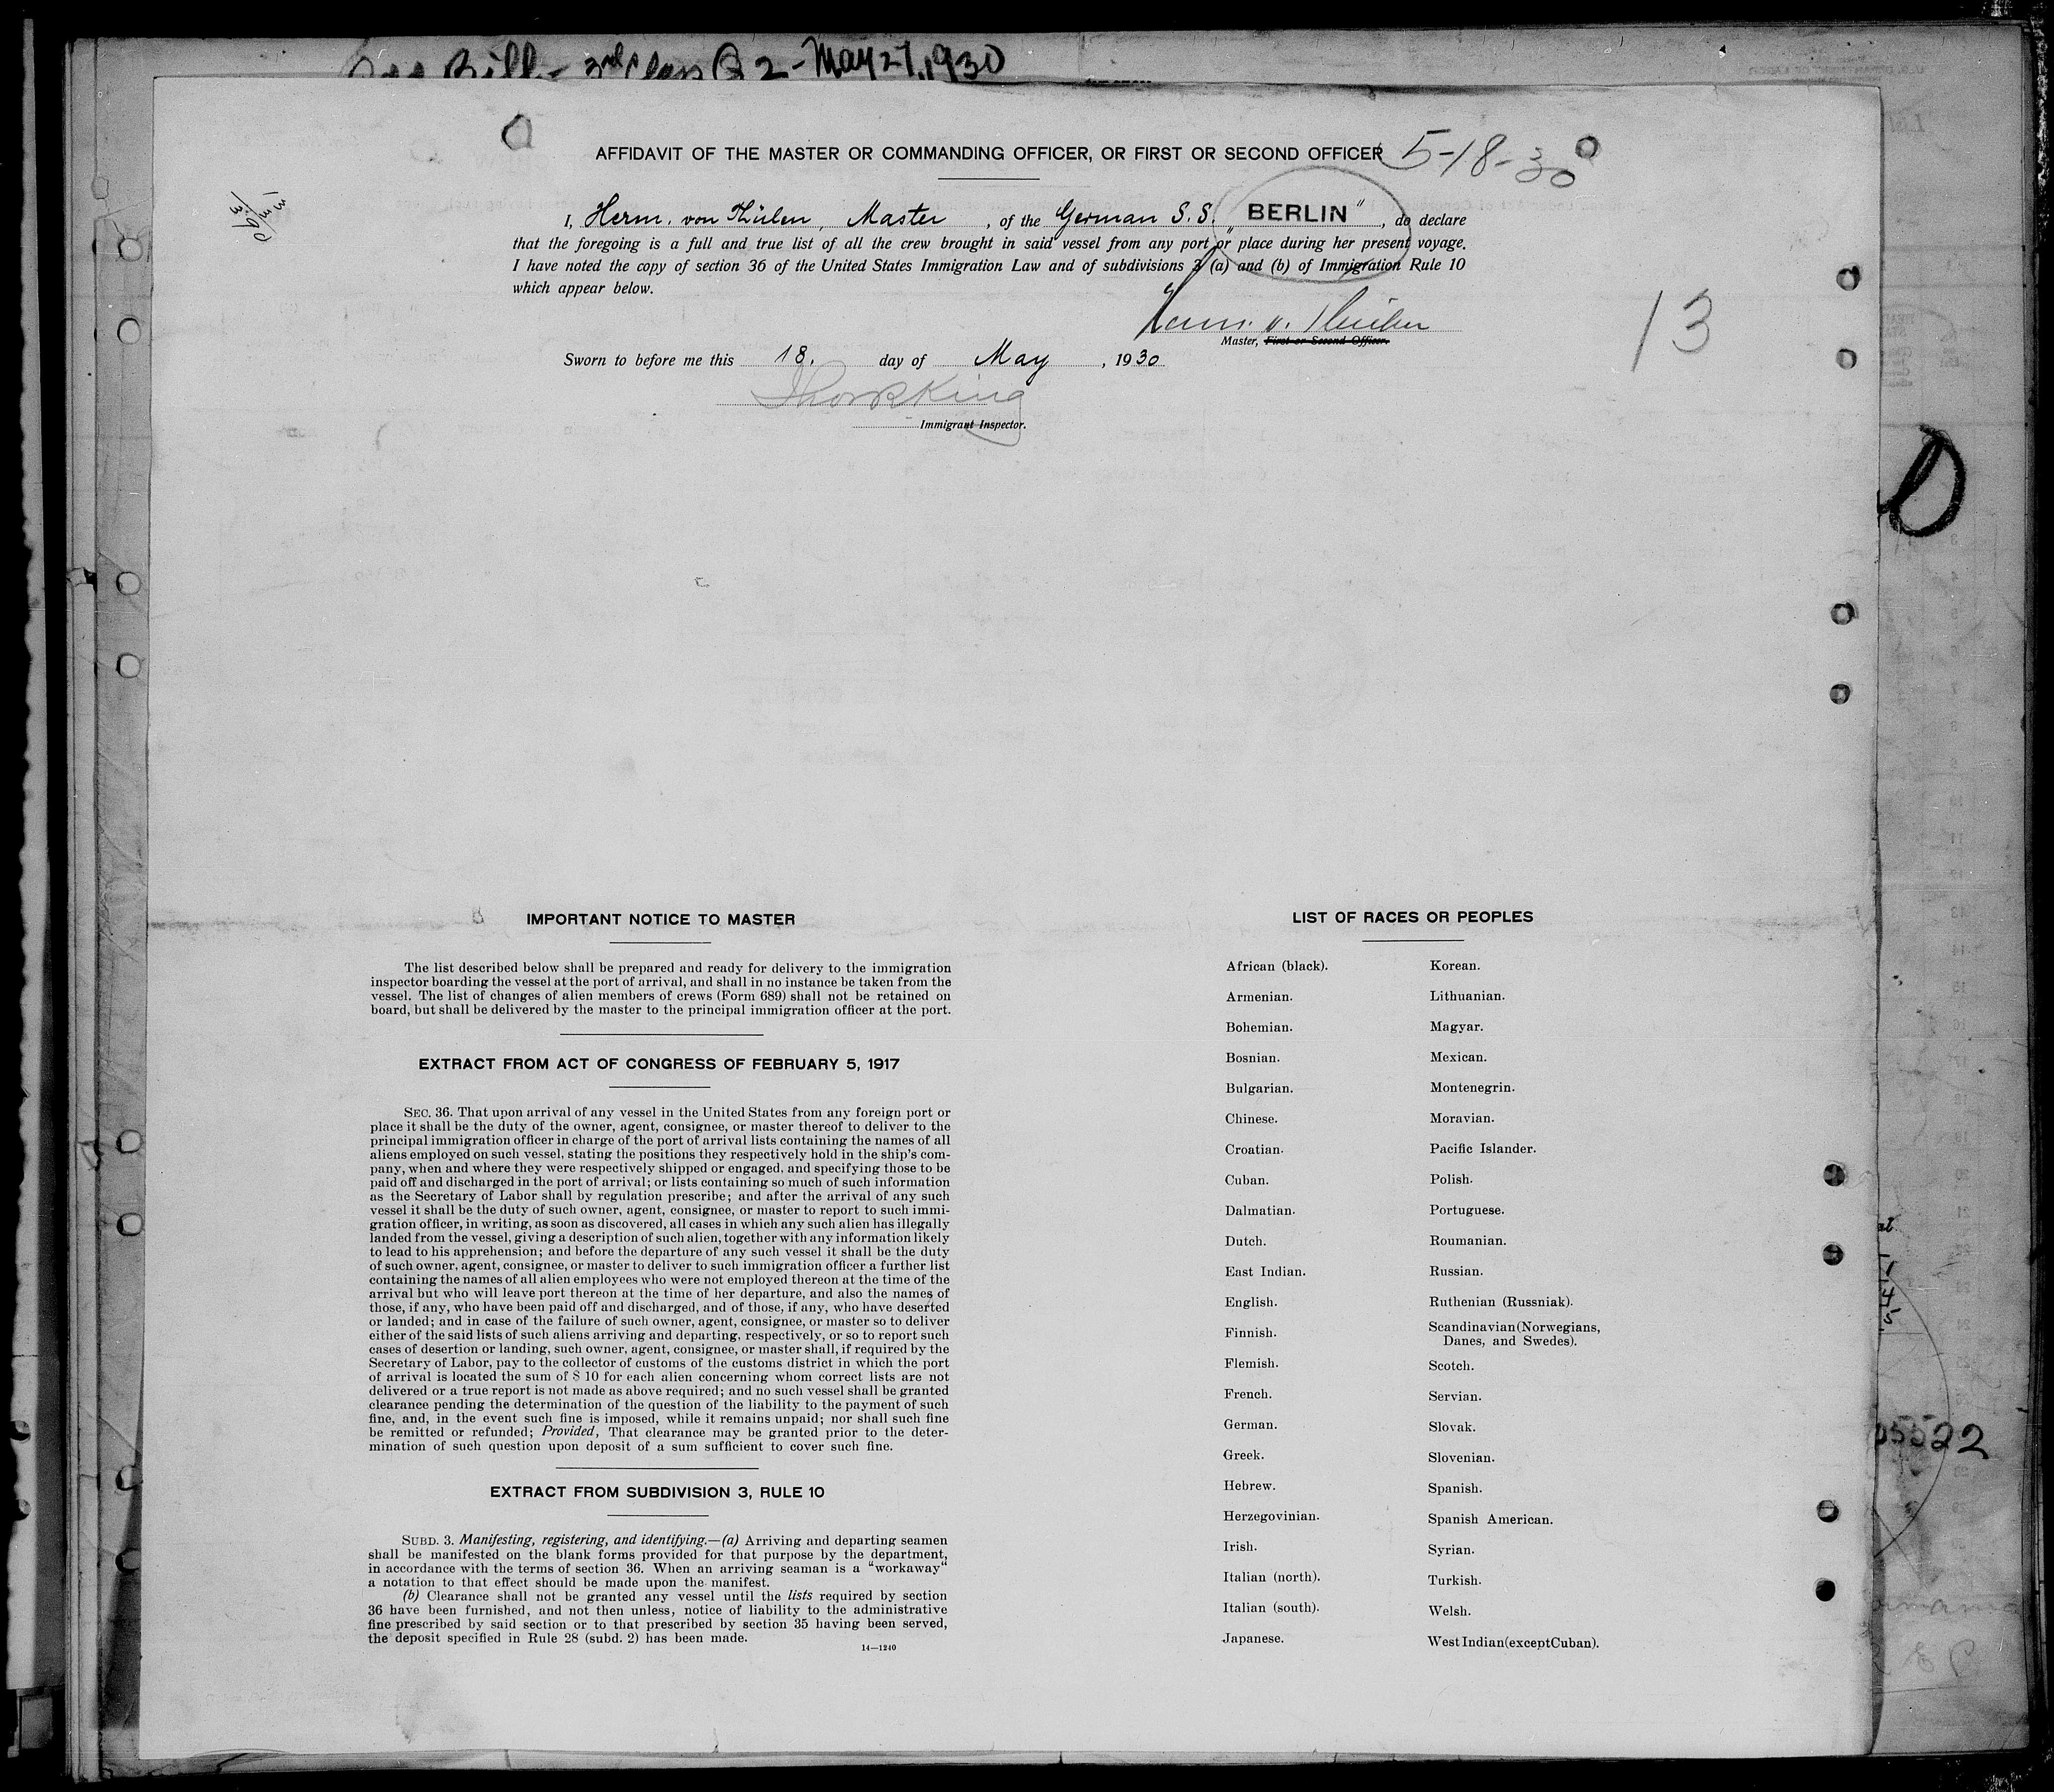 3rd Class B 2 - May 27, 1930
AFFIDAVIT OF THE MASTER OR COMMANDING OFFICER, OR FIRST OR SECOND OFFICER 5-18-30
I, Herm. von Thülen, Master, of the German S.S. "BERLIN", do declare
that the foregoing is a full and true list of all the crew brought in said vessel from any port or place during her present voyage.
I have noted the copy of section 36 of the United States Immigration Law and of subdivisions 3 (a) and (b) of Immigration Rule 10
which appear below.
Herm. v. Thülen
13
Master, First or Second Officer.
Sworn to before me this 18. day of May, 1930
King
Immigrant Inspector.
D
IMPORTANT NOTICE TO MASTER
The list described below shall be prepared and ready for delivery to the immigration
inspector boarding the vessel at the port of arrival, and shall in no instance be taken from the
vessel. The list of changes of alien members of crews (Form 689) shall not be retained on
board, but shall be delivered by the master to the principal immigration officer at the port.
EXTRACT FROM ACT OF CONGRESS OF FEBRUARY 5, 1917
SEC. 36. That upon arrival of any vessel in the United States from any foreign port or
place it shall be the duty of the owner, agent, consignee, or master thereof to deliver to the
principal immigration officer in charge of the port of arrival lists containing the names of all
aliens employed on such vessel, stating the positions they respectively hold in the ship's com-
pany, when and where they were respectively shipped or engaged, and specifying those to be
paid off and discharged in the port of arrival; or lists containing so much of such information
as the Secretary of Labor shall by regulation prescribe; and after the arrival of any such
vessel it shall be the duty of such owner, agent, consignee, or master to report to such immi-
gration officer, in writing, as soon as discovered, all cases in which any such alien has illegally
landed from the vessel, giving a description of such alien, together with any information likely
to lead to his apprehension; and before the departure of any such vessel it shall be the duty
of such owner, agent, consignee, or master to deliver to such immigration officer a further list
containing the names of all alien employees who were not employed thereon at the time of the
arrival but who will leave port thereon at the time of her departure, and also the names of
those, if any, who have been paid off and discharged, and of those, if any, who have deserted
or landed; and in case of the failure of such owner, agent, consignee, or master so to deliver
either of the said lists of such aliens arriving and departing, respectively, or so to report such
cases of desertion or landing, such owner, agent, consignee, or master shall, if required by the
Secretary of Labor, pay to the collector of customs of the customs district in which the port
of arrival is located the sum of $ 10 for each alien concerning whom correct lists are not
delivered or a true report is not made as above required; and no such vessel shall be granted
clearance pending the determination of the question of the liability to the payment of such
fine, and, in the event such fine is imposed, while it remains unpaid; nor shall such fine
be remitted or refunded; Provided, That clearance may be granted prior to the deter-
mination of such question upon deposit of a sum sufficient to cover such fine.
EXTRACT FROM SUBDIVISION 3, RULE 10
SUBD. 3. Manifesting, registering, and identifying.—(a) Arriving and departing seamen
shall be manifested on the blank forms provided for that purpose by the department,
in accordance with the terms of section 36. When an arriving seaman is a "workaway"
a notation to that effect should be made upon the manifest.
(b) Clearance shall not be granted any vessel until the lists required by section
36 have been furnished, and not then unless, notice of liability to the administrative
fine prescribed by said section or to that prescribed by section 35 having been served,
the deposit specified in Rule 28 (subd. 2) has been made.
14—1240
LIST OF RACES OR PEOPLES
African (black).
Armenian.
Bohemian.
Bosnian.
Bulgarian.
Chinese.
Croatian.
Cuban.
Dalmatian.
Dutch.
East Indian.
English.
Finnish.
Flemish.
French.
German.
Greek.
Hebrew.
Herzegovinian.
Irish.
Italian (north).
Italian (south).
Japanese.
Korean.
Lithuanian.
Magyar.
Mexican.
Montenegrin.
Moravian.
Pacific Islander.
Polish.
Portuguese.
Roumanian.
Russian.
Ruthenian (Russniak).
Scandinavian (Norwegians,
Danes, and Swedes).
Scotch.
Servian.
Slovak.
Slovenian.
Spanish.
Spanish American.
Syrian.
Turkish.
Welsh.
West Indian (except Cuban).
5522